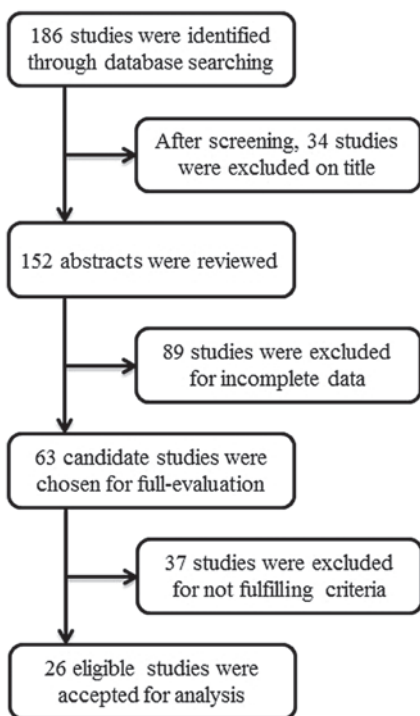 186 studies were identified
through database searching
After screening, 34 studies
were excluded on title
152 abstracts were reviewed
89 studies were excluded
for incomplete data
63 candidate studies were
chosen for full-evaluation
37 studies were excluded
for not fulfilling criteria
26 eligible studies were
accepted for analysis